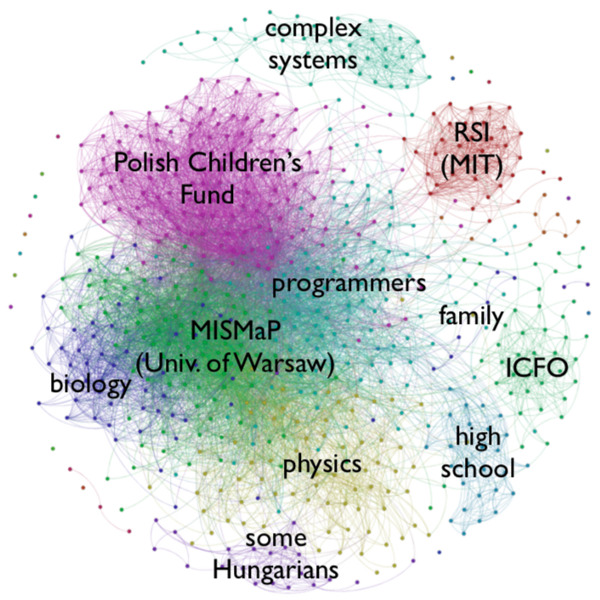 complex
systems
RSI
(MIT)
Polish Children's
Fund
programmers
family
MISMaP
(Univ. of Warsaw)
biology
ICFO
high
school
physics
some
Hungarians